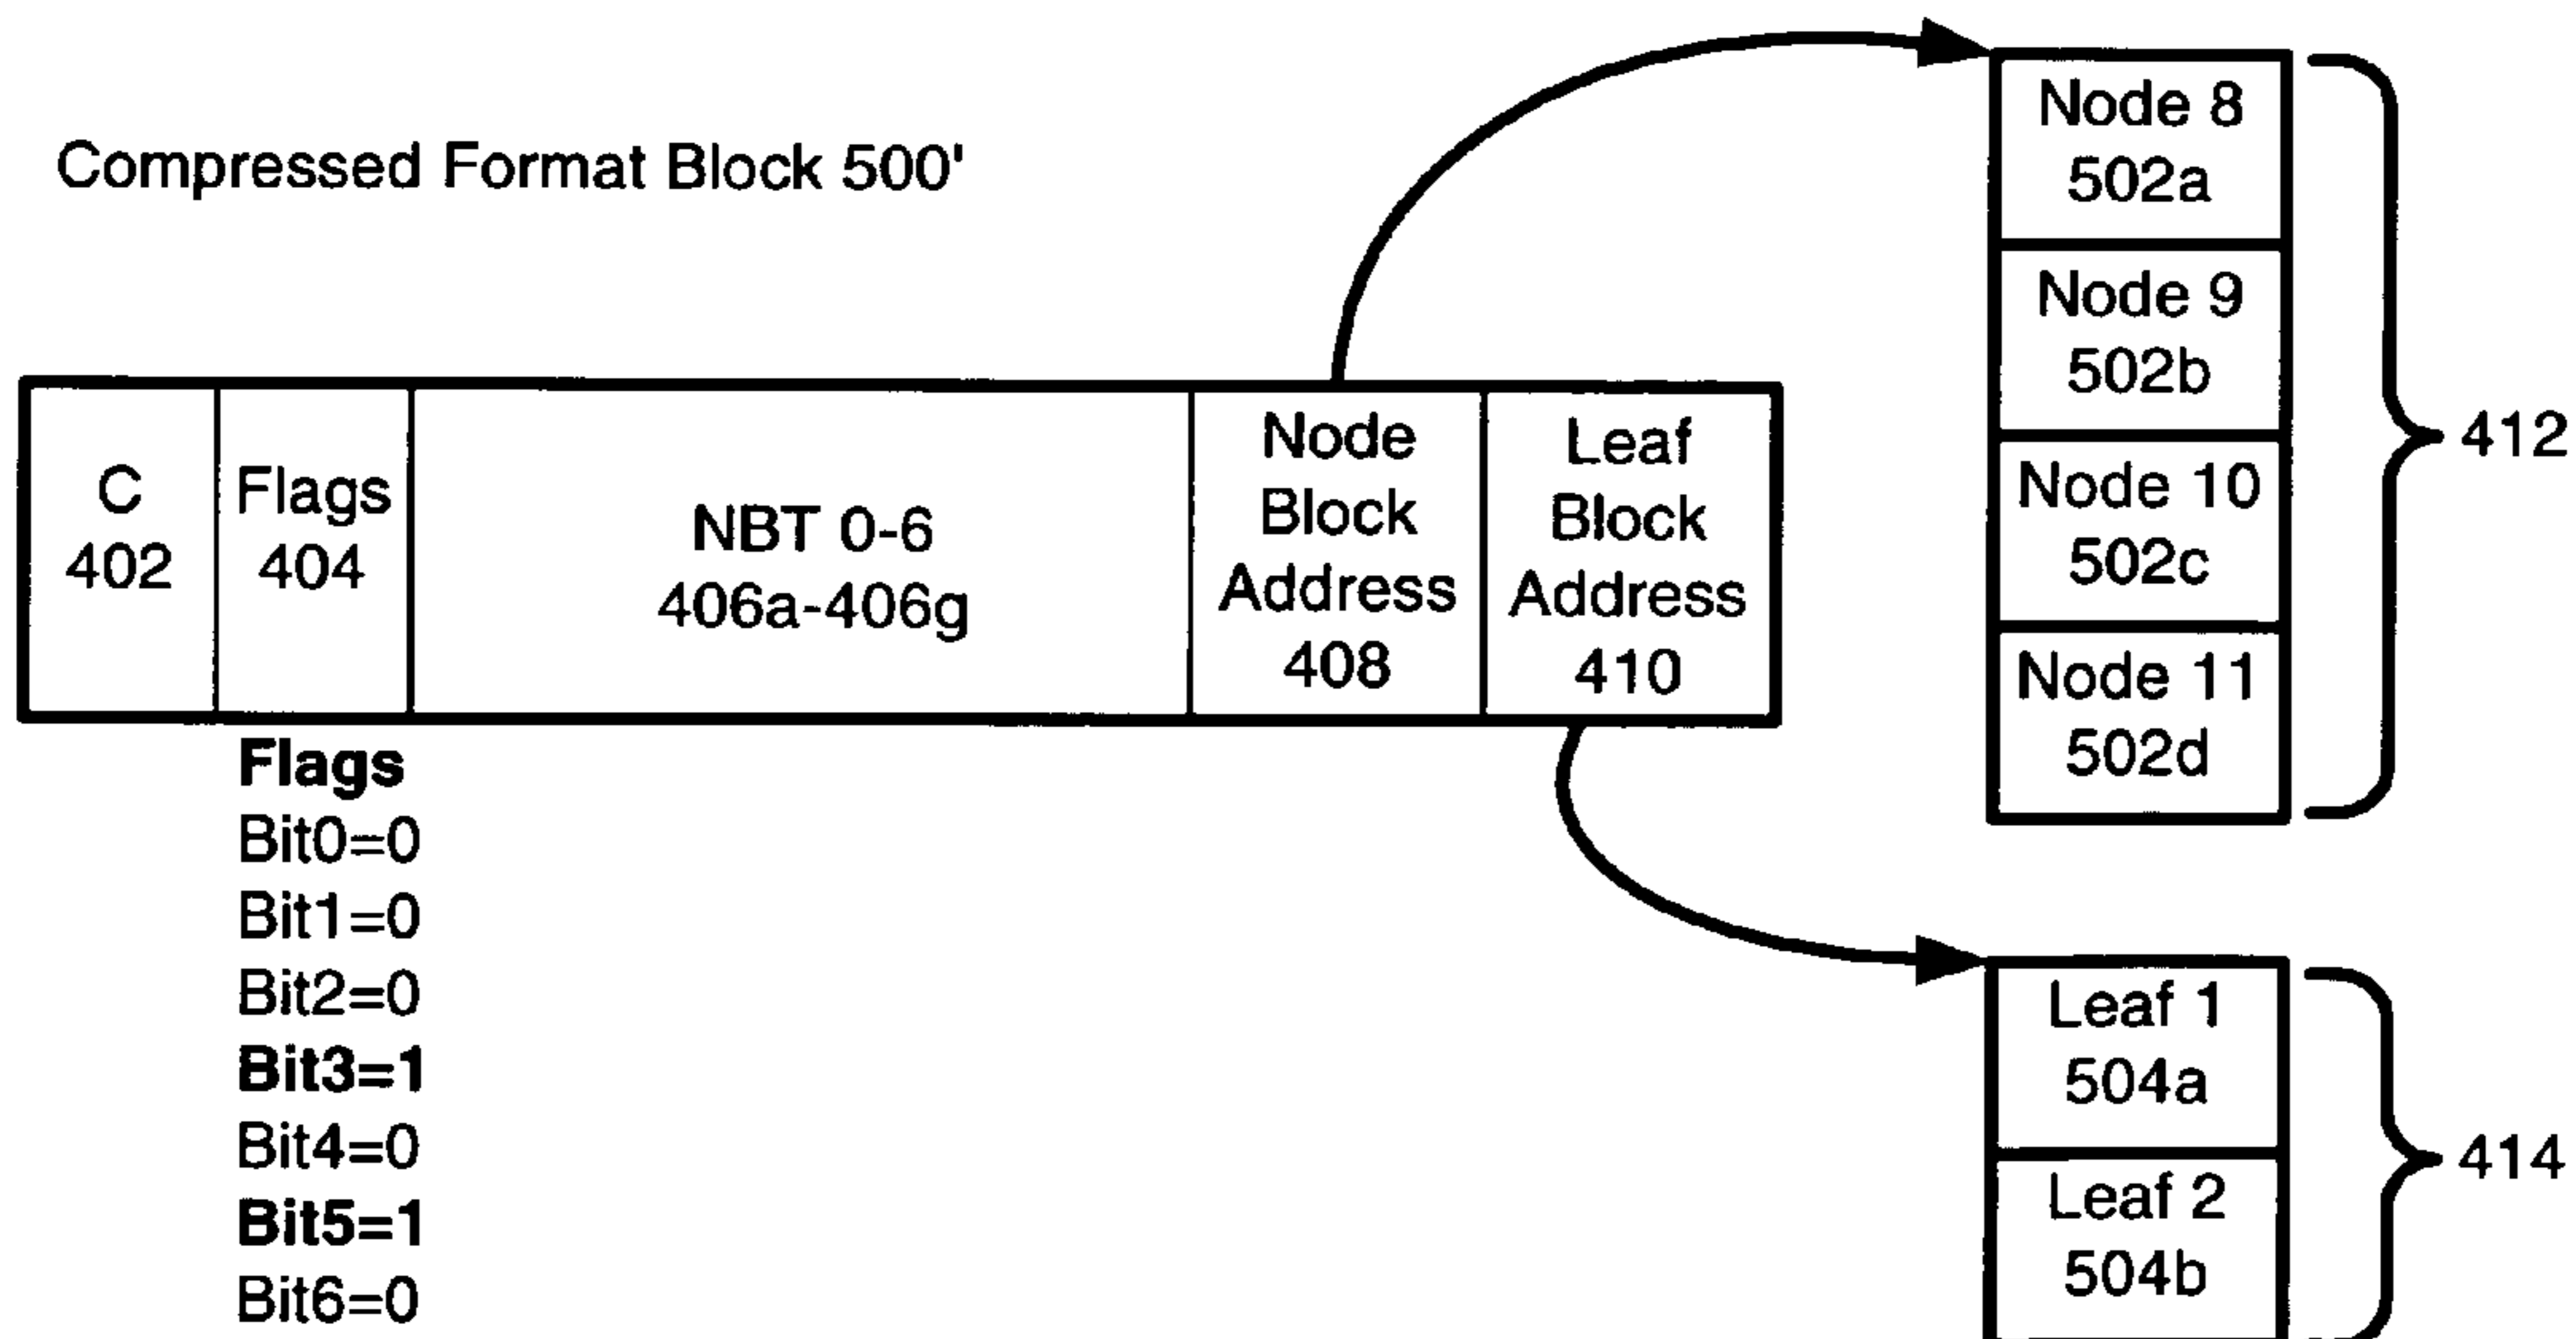 Compressed Format Block 500'
C
402
Flags
404
NBT 0-6
406a-406g
Node
Block
Address
408
Leaf
Block
Address
410
Flags
Bit0=0
Bit1=0
Bit2=0
Bit3=1
Bit4=0
Bit5=1
Bit6=0
Node 8
502a
Node 9
502b
Node 10
502c
Node 11
502d
412
Leaf 1
504a
Leaf 2
504b
414